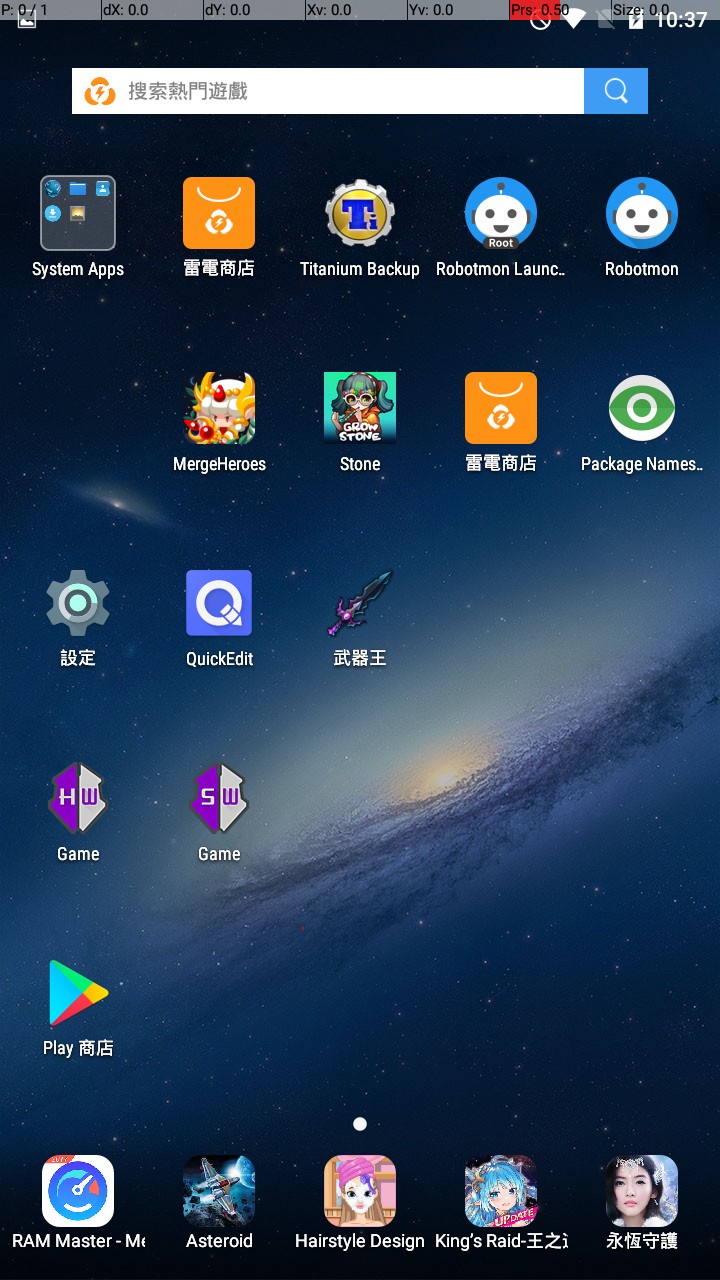 P: 0 / 1 dX: 0.0 dY: 0.0 Xv: 0.0 Yv: 0.0 Prs: 0.50 Size: 0.0
10:37
搜索熱門遊戲
Root
System Apps 雷電商店 Titanium Backup Robotmon Launc.. Robotmon
GROW
STONE
MergeHeroes Stone 雷電商店 Package Names..
設定 QuickEdit 武器王
HW SW
Game Game
Play 商店
UPDATE
RAM Master - Me Asteroid Hairstyle Design King's Raid-王之 永恆守護